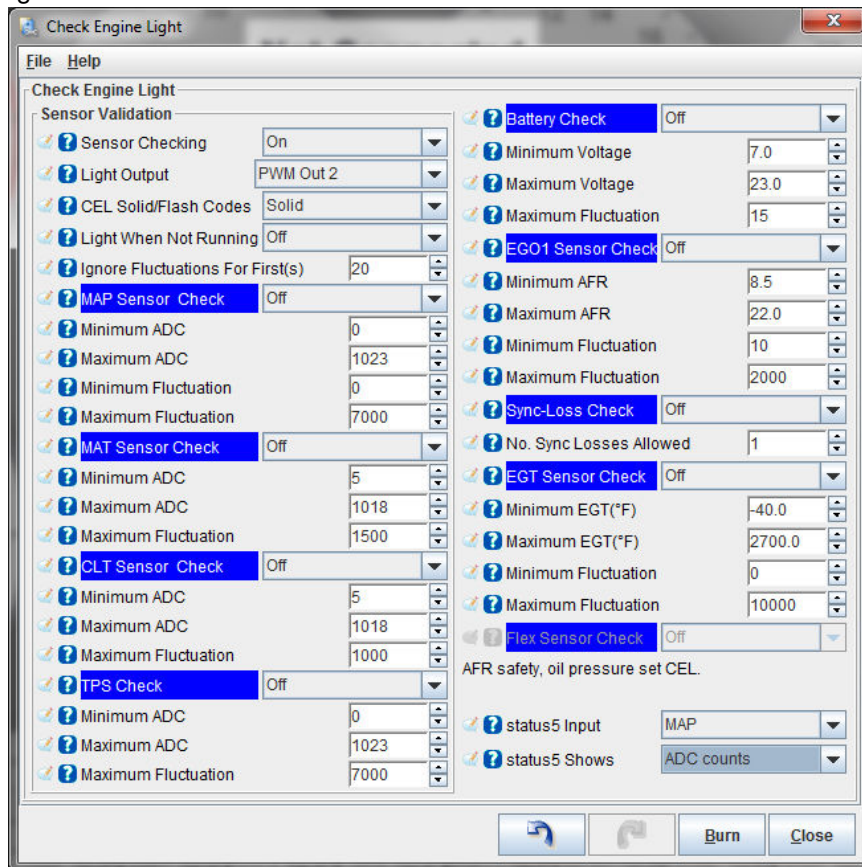 Check Engine Light
File Help
Check Engine Light
Sensor Validation
Sensor Checking On
Light Output PWM Out 2
CEL Solid/Flash Codes Solid
Light When Not Running Off
Ignore Fluctuations For First(s) 20
MAP Sensor Check Off
Minimum ADC 0
Maximum ADC 1023
Minimum Fluctuation 0
Maximum Fluctuation 7000
MAT Sensor Check Off
Minimum ADC 5
Maximum ADC 1018
Maximum Fluctuation 1500
CLT Sensor Check Off
Minimum ADC 5
Maximum ADC 1018
Maximum Fluctuation 1000
TPS Check Off
Minimum ADC 0
Maximum ADC 1023
Maximum Fluctuation 7000
Battery Check Off
Minimum Voltage 7.0
Maximum Voltage 23.0
Maximum Fluctuation 15
EGO1 Sensor Check Off
Minimum AFR 8.5
Maximum AFR 22.0
Minimum Fluctuation 10
Maximum Fluctuation 2000
Sync-Loss Check Off
No. Sync Losses Allowed 1
EGT Sensor Check Off
Minimum EGT(°F) -40.0
Maximum EGT(°F) 2700.0
Minimum Fluctuation 0
Maximum Fluctuation 10000
Flex Sensor Check Off
AFR safety, oil pressure set CEL.
status5 Input MAP
status5 Shows ADC counts
Burn Close